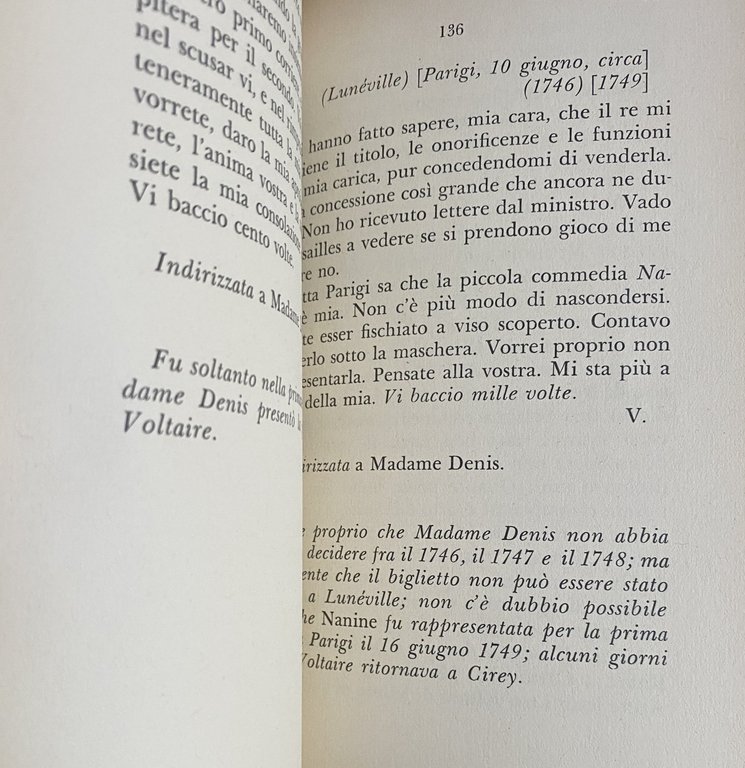 primo
pitera per il secondo
nel scusar vi, e nel
teneramente tutta la
vorrete, daro la mia
rete, l'anima vostra e la
siete la mia consolazione
Vi baccio cento volte.
Indirizzata a Madame
Fu soltanto nella prima
dame Denis presentò
Voltaire.
136
(Lunéville) [Parigi, 10 giugno, circa]
(1746) [1749]
hanno fatto sapere, mia cara, che il re mi
iene il titolo, le onorificenze e le funzioni
mia carica, pur concedendomi di venderla.
concessione così grande che ancora ne du-
Non ho ricevuto lettere dal ministro. Vado
sailles a vedere se si prendono gioco di me
e no.
tta Parigi sa che la piccola commedia Na-
è mia. Non c'è più modo di nascondersi.
te esser fischiato a viso scoperto. Contavo
erlo sotto la maschera. Vorrei proprio non
esentarla. Pensate alla vostra. Mi sta più a
della mia. Vi baccio mille volte.
V.
irizzata a Madame Denis.
e proprio che Madame Denis non abbia
decidere fra il 1746, il 1747 e il 1748; ma
ente che il biglietto non può essere stato
a Lunéville; non c'è dubbio possibile
he Nanine fu rappresentata per la prima
Parigi il 16 giugno 1749; alcuni giorni
Voltaire ritornava a Cirey.